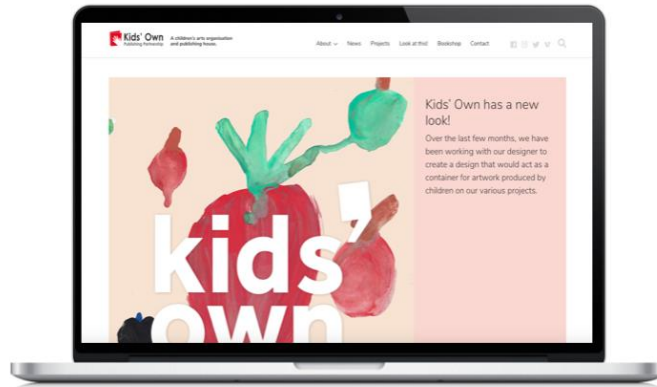 Kids' Own
Publishing Partnership
A children's arts organisation
and publishing house.
About News Projects Look at this! Bookshop Contact
Kids' Own has a new
look!
Over the last few months, we have
been working with our designer to
create a design that would act as a
container for artwork produced by
children on our various projects.
kids'
own